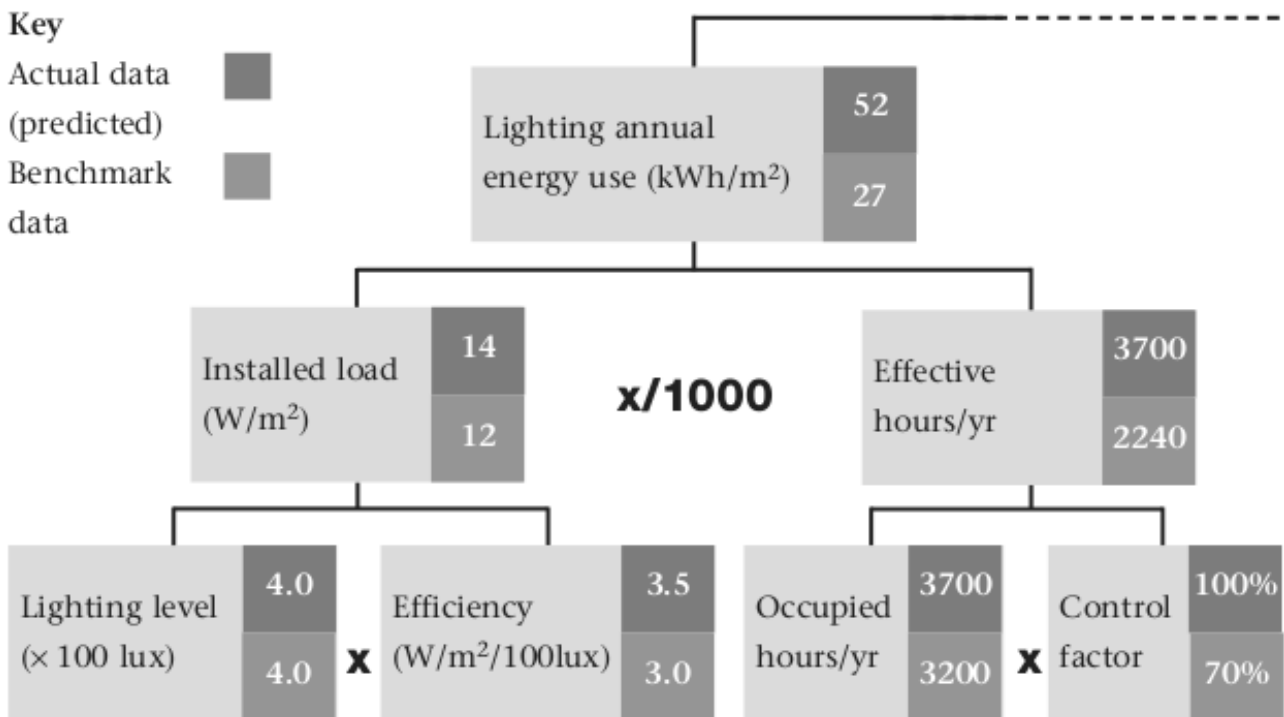 Key
Actual data
(predicted)
Benchmark
data
Lighting annual
energy use (kWh/m²)
52
27
Installed load
(W/m²)
14
12
x/1000
Effective
hours/yr
3700
2240
Lighting level
(× 100 lux)
4.0
4.0
x
Efficiency
(W/m²/100lux)
3.5
3.0
Occupied
hours/yr
3700
3200
x
Control
factor
100%
70%